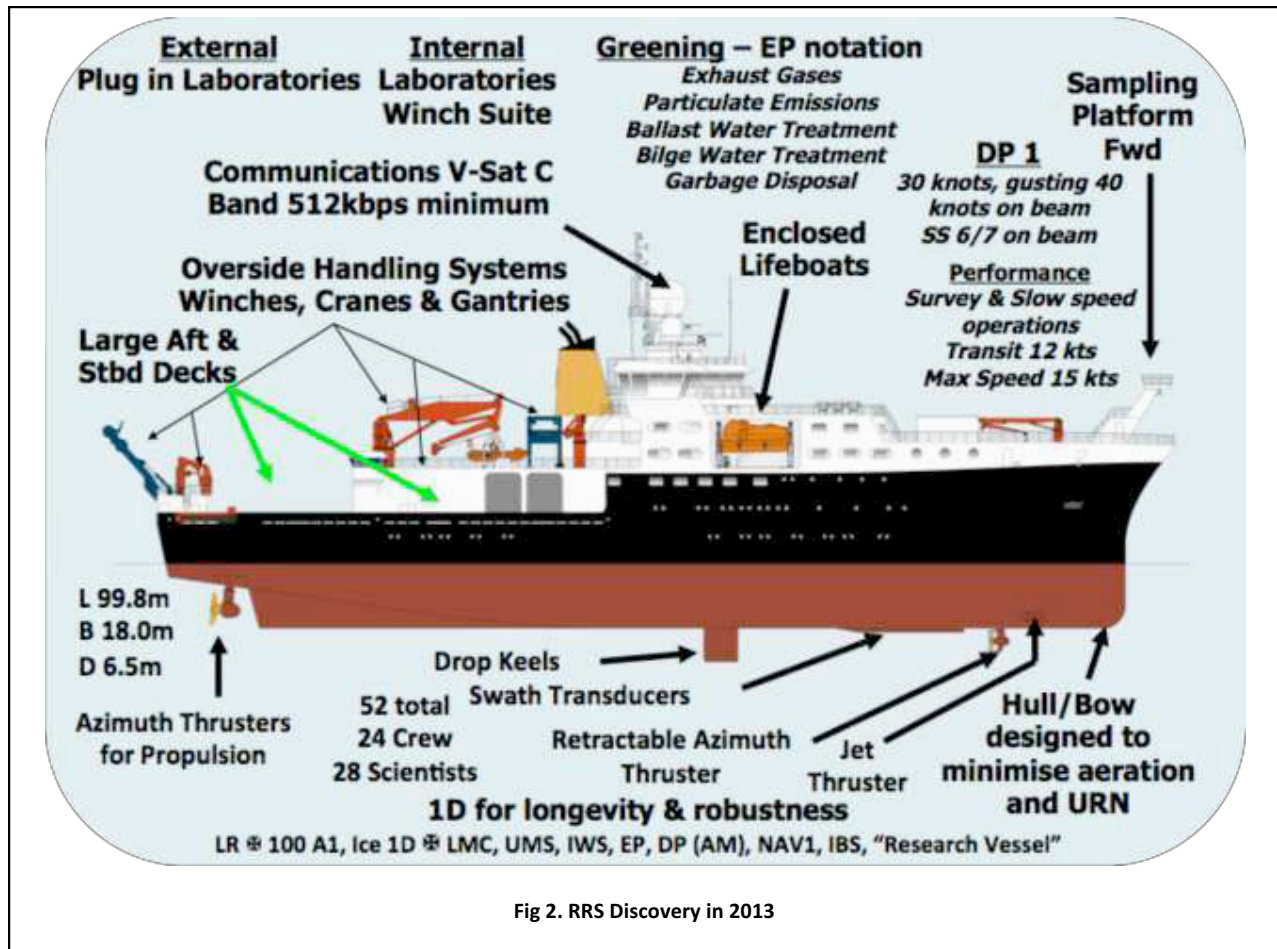 External
Plug in Laboratories
Internal
Laboratories
Winch Suite
Greening – EP notation
Exhaust Gases
Particulate Emissions
Ballast Water Treatment
Bilge Water Treatment
Garbage Disposal
Sampling
Platform
Fwd
DP 1
30 knots, gusting 40
knots on beam
SS 6/7 on beam
Performance
Survey & Slow speed
operations
Transit 12 kts
Max Speed 15 kts
Communications V-Sat C
Band 512kbps minimum
Enclosed
Lifeboats
Overside Handling Systems
Winches, Cranes & Gantries
Large Aft &
Stbd Decks
L 99.8m
B 18.0m
D 6.5m
Azimuth Thrusters
for Propulsion
Drop Keels
Swath Transducers
52 total
24 Crew
28 Scientists
Retractable Azimuth
Thruster
Jet
Thruster
Hull/Bow
designed to
minimise aeration
and URN
1D for longevity & robustness
LR ✠ 100 A1, Ice 1D ✠ LMC, UMS, IWS, EP, DP (AM), NAV1, IBS, “Research Vessel”
Fig 2. RRS Discovery in 2013